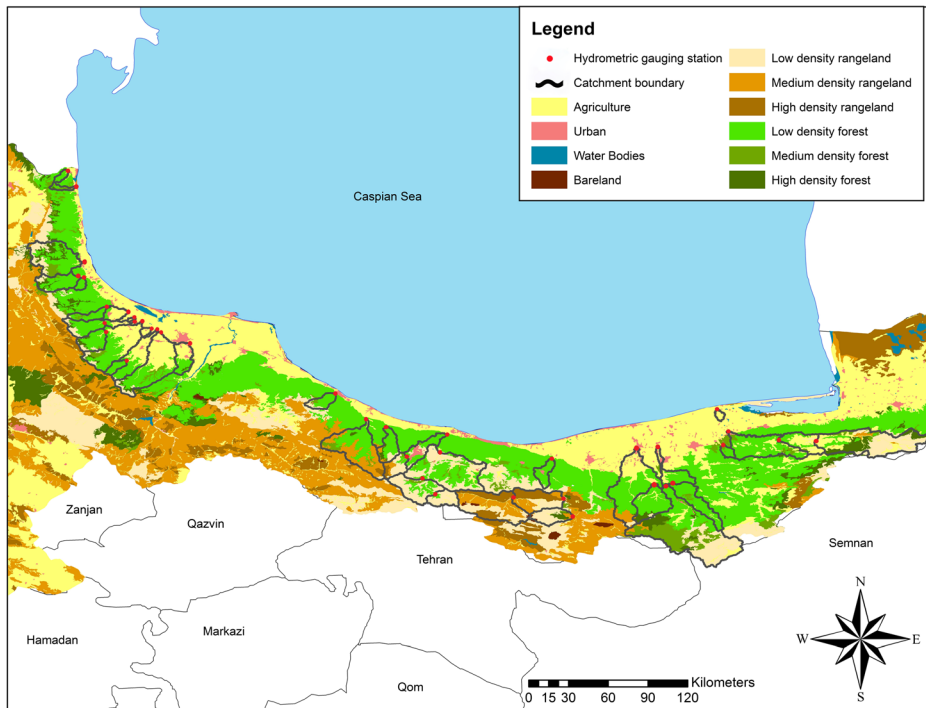 Legend
Hydrometric gauging station
Catchment boundary
Agriculture
Urban
Water Bodies
Bareland
Low density rangeland
Medium density rangeland
High density rangeland
Low density forest
Medium density forest
High density forest
Caspian Sea
Zanjan
Qazvin
Tehran
Semnan
Hamadan
Markazi
Qom
N
W E
S
Kilometers
0 15 30 60 90 120